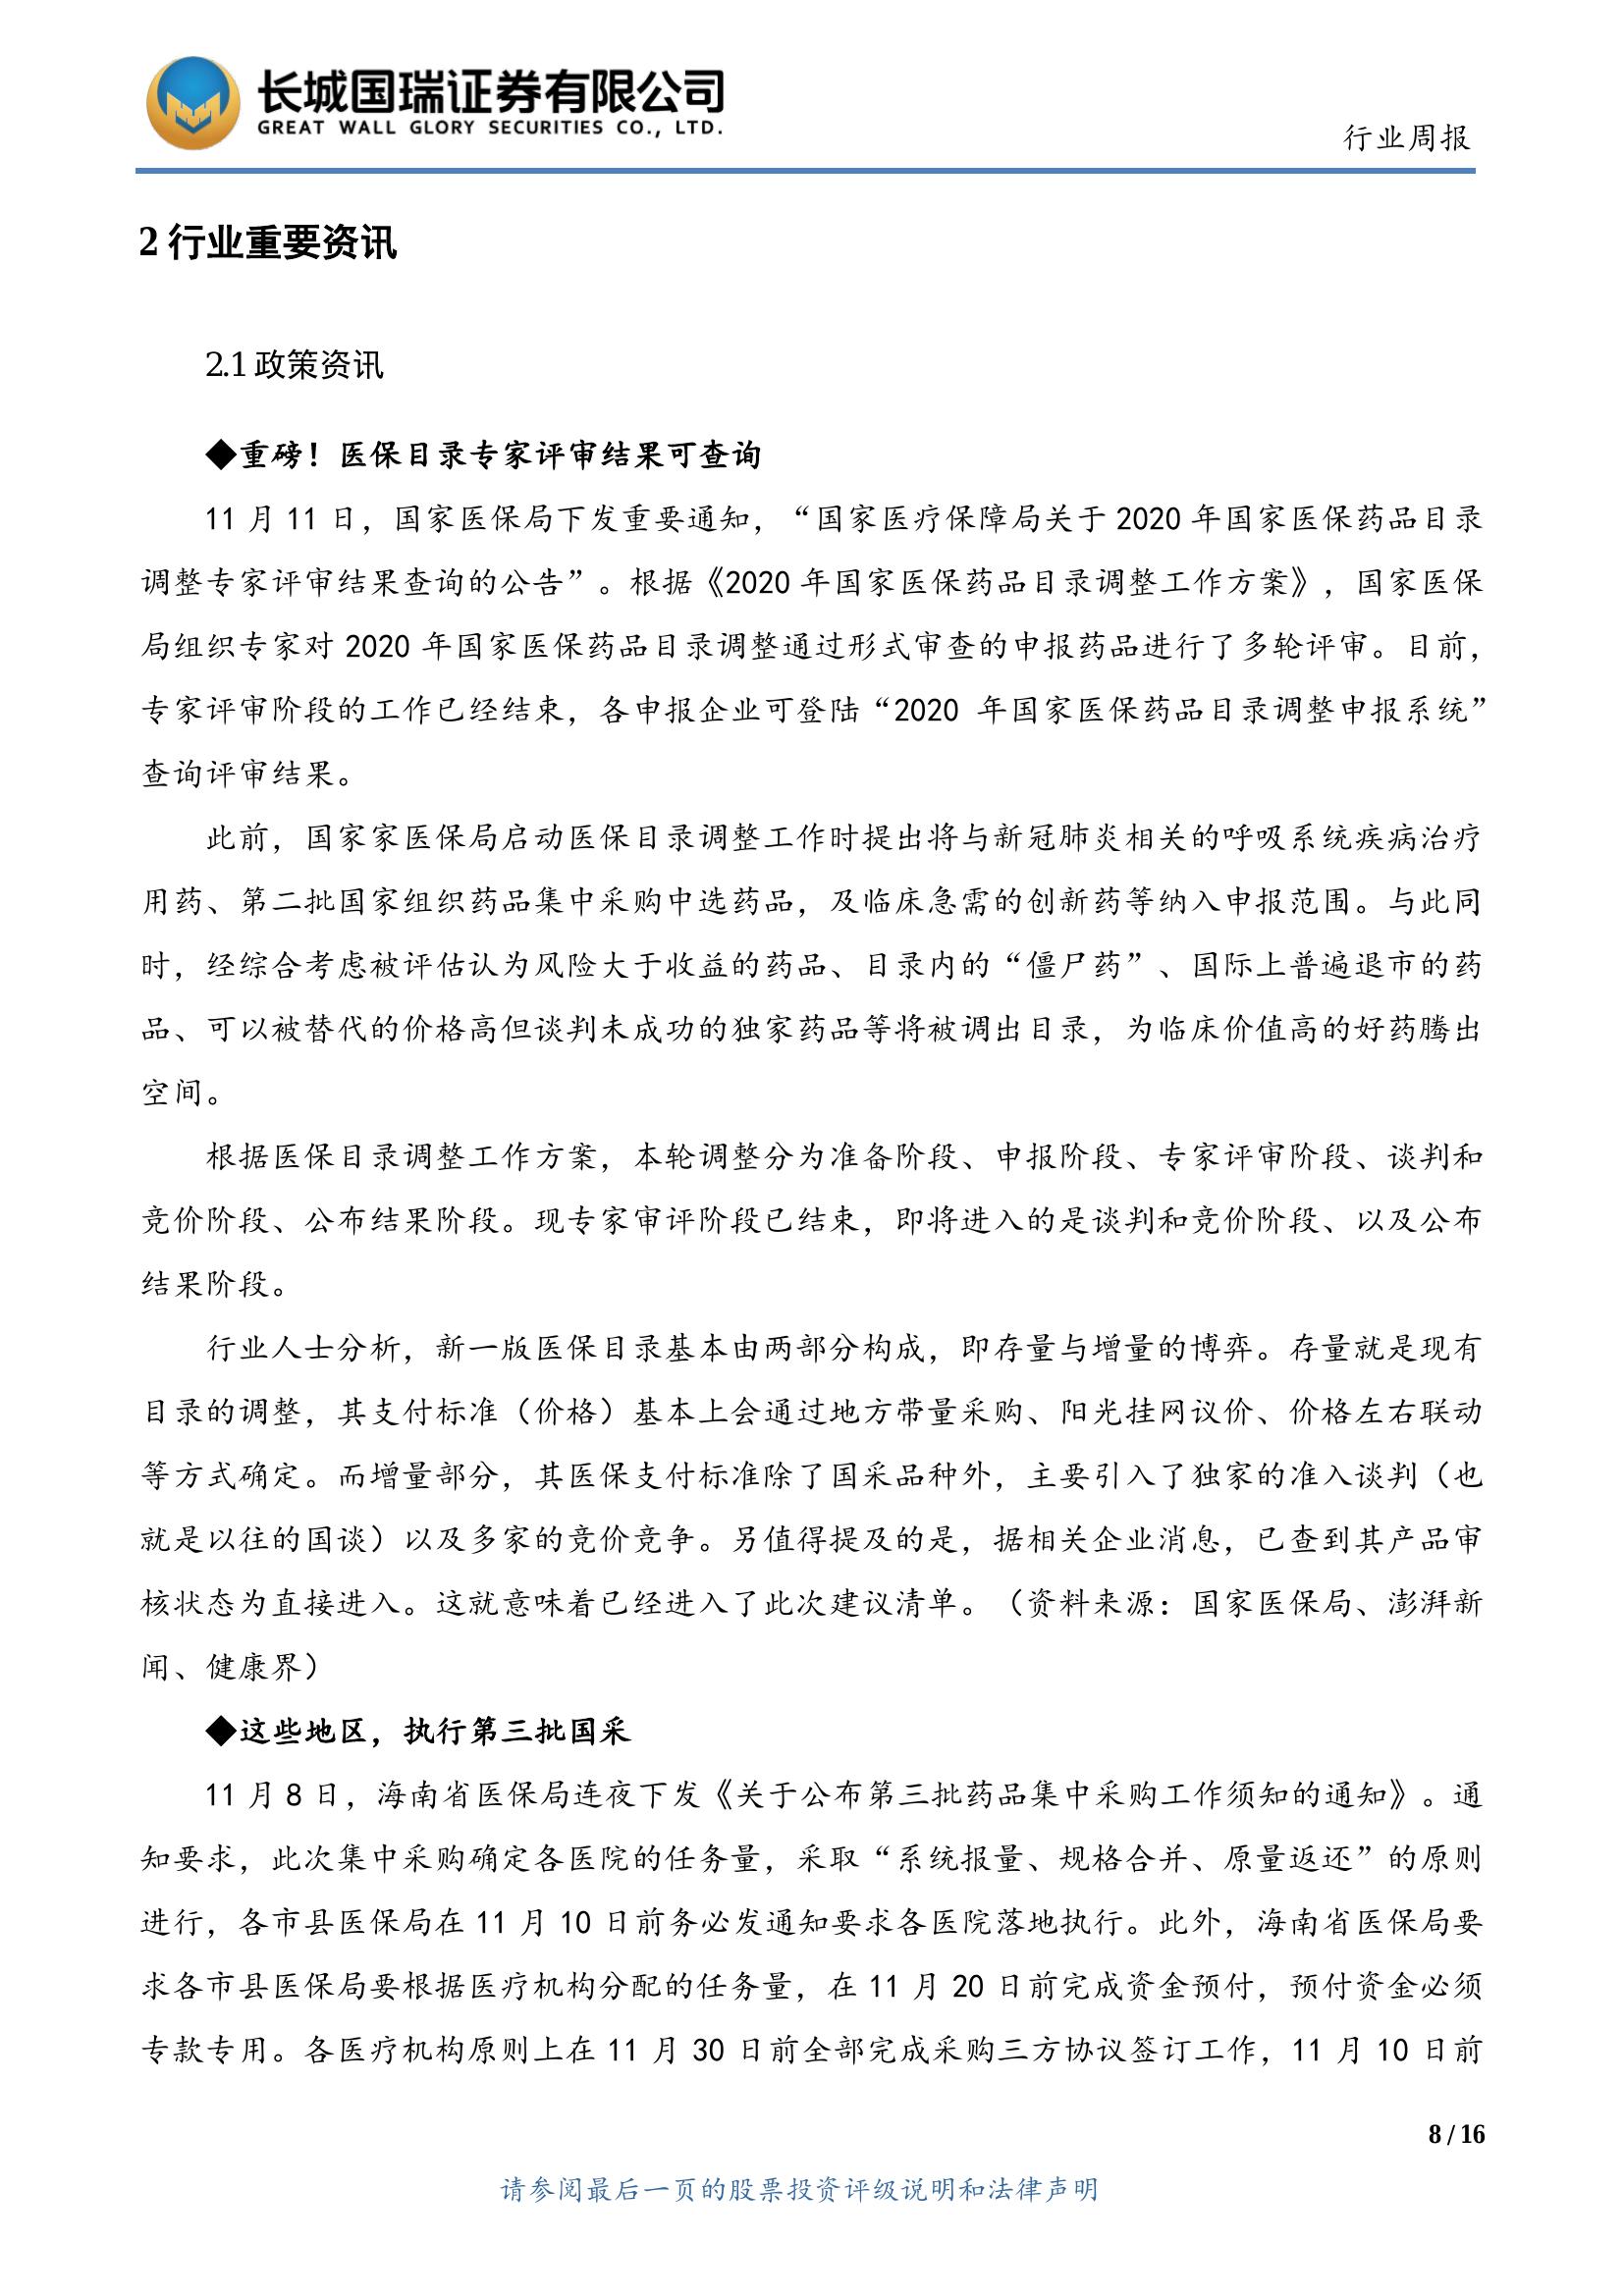 长城国瑞证券有限公司
GREAT WALL GLORY SECURITIES CO., LTD.
行业周报
2 行业重要资讯
2.1 政策资讯
◆重磅！医保目录专家评审结果可查询
11 月 11 日，国家医保局下发重要通知，“国家医疗保障局关于 2020 年国家医保药品目录
调整专家评审结果查询的公告”。根据《2020 年国家医保药品目录调整工作方案》，国家医保
局组织专家对 2020 年国家医保药品目录调整通过形式审查的申报药品进行了多轮评审。目前，
专家评审阶段的工作已经结束，各申报企业可登陆“2020 年国家医保药品目录调整申报系统”
查询评审结果。
此前，国家家医保局启动医保目录调整工作时提出将与新冠肺炎相关的呼吸系统疾病治疗
用药、第二批国家组织药品集中采购中选药品，及临床急需的创新药等纳入申报范围。与此同
时，经综合考虑被评估认为风险大于收益的药品、目录内的“僵尸药”、国际上普遍退市的药
品、可以被替代的价格高但谈判未成功的独家药品等将被调出目录，为临床价值高的好药腾出
空间。
根据医保目录调整工作方案，本轮调整分为准备阶段、申报阶段、专家评审阶段、谈判和
竞价阶段、公布结果阶段。现专家审评阶段已结束，即将进入的是谈判和竞价阶段、以及公布
结果阶段。
行业人士分析，新一版医保目录基本由两部分构成，即存量与增量的博弈。存量就是现有
目录的调整，其支付标准（价格）基本上会通过地方带量采购、阳光挂网议价、价格左右联动
等方式确定。而增量部分，其医保支付标准除了国采品种外，主要引入了独家的准入谈判（也
就是以往的国谈）以及多家的竞价竞争。另值得提及的是，据相关企业消息，已查到其产品审
核状态为直接进入。这就意味着已经进入了此次建议清单。（资料来源：国家医保局、澎湃新
闻、健康界）
◆这些地区，执行第三批国采
11 月 8 日，海南省医保局连夜下发《关于公布第三批药品集中采购工作须知的通知》。通
知要求，此次集中采购确定各医院的任务量，采取“系统报量、规格合并、原量返还”的原则
进行，各市县医保局在 11 月 10 日前务必发通知要求各医院落地执行。此外，海南省医保局要
求各市县医保局要根据医疗机构分配的任务量，在 11 月 20 日前完成资金预付，预付资金必须
专款专用。各医疗机构原则上在 11 月 30 日前全部完成采购三方协议签订工作，11 月 10 日前
8 / 16
请参阅最后一页的股票投资评级说明和法律声明